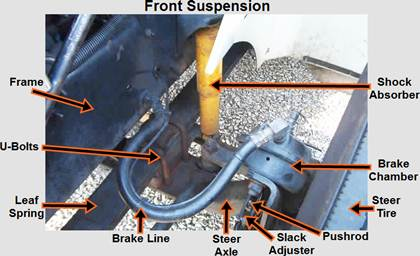 Front Suspension
Frame
Shock
Absorber
U-Bolts
Brake
Chamber
Leaf
Spring
Steer
Tire
Brake Line
Steer
Axle
Slack
Adjuster
Pushrod